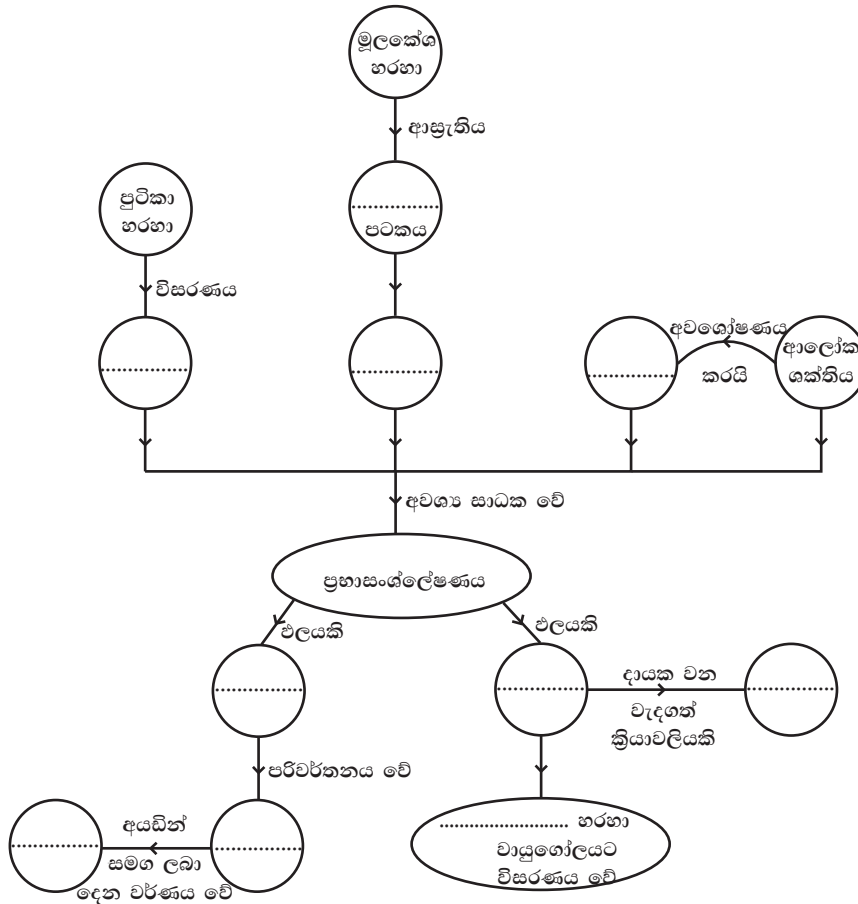 මූලකේශ
හරහා
ආස්‍රැතිය
පුටිකා
හරහා
....................
පටකය
විසරණය
අවශෝෂණය
ආලෝක
ශක්තිය
....................
....................
....................
කරයි
අවශ්‍ය සාධක වේ
ප්‍රභාසංශ්ලේෂණය
ඵලයකි
ඵලයකි
....................
....................
දායක වන
....................
වැදගත්
ක්‍රියාවලියකි
පරිවර්තනය වේ
අයඩින්
....................
....................
සමග ලබා
දෙන වර්ණය වේ
............................. හරහා
වායුගෝලයට
විසරණය වේ